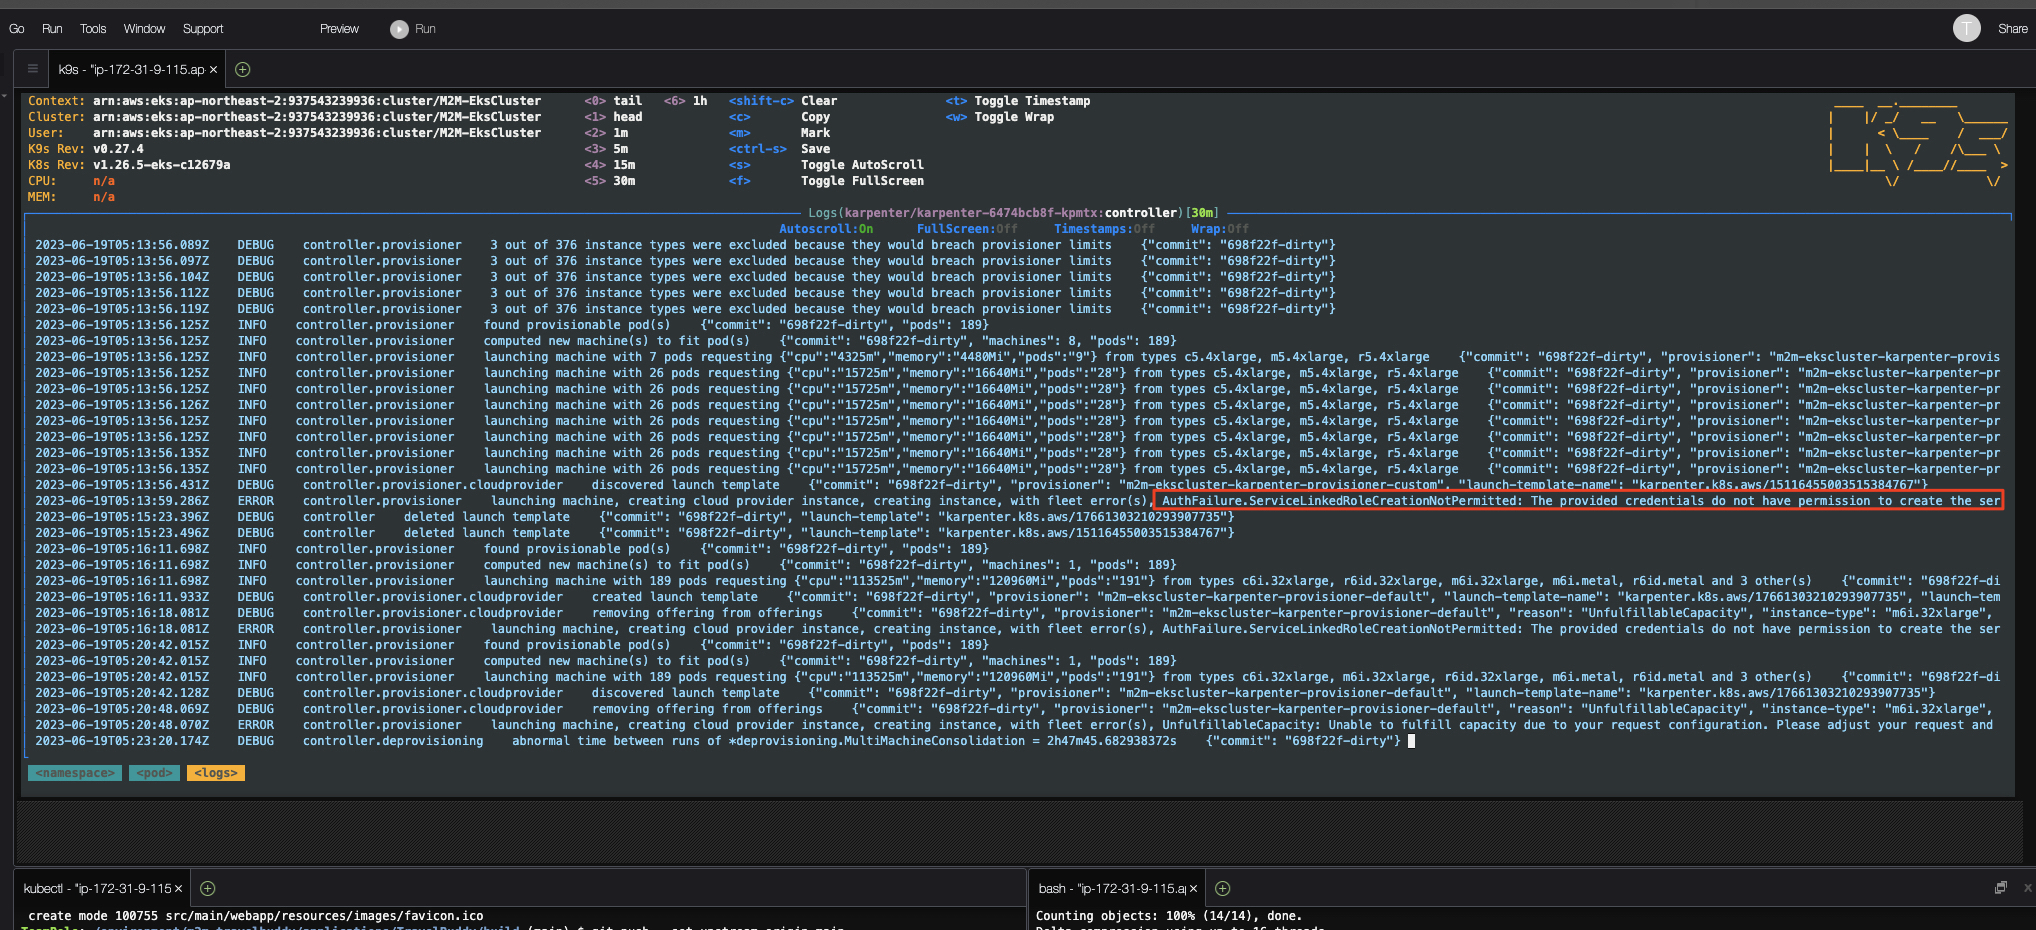 Go Run Tools Window Support Preview Run T Share
k9s - "ip-172-31-9-115.ap
Context: arn:aws:eks:ap-northeast-2:937543239936:cluster/M2M-EksCluster <0> tail <6> 1h <shift-c> Clear <t> Toggle Timestamp
Cluster: arn:aws:eks:ap-northeast-2:937543239936:cluster/M2M-EksCluster <1> head <c> Copy <w> Toggle Wrap
User: arn:aws:eks:ap-northeast-2:937543239936:cluster/M2M-EksCluster <2> 1m <m> Mark
K9s Rev: v0.27.4 <3> 5m <ctrl-s> Save
K8s Rev: v1.26.5-eks-c12679a <4> 15m <s> Toggle AutoScroll
CPU: n/a <5> 30m <f> Toggle FullScreen
MEM: n/a
Logs(karpenter/karpenter-6474bcb8f-kpmtx:controller)[30m]
Autoscroll:On FullScreen:Off Timestamps:Off Wrap:Off
2023-06-19T05:13:56.089Z DEBUG controller.provisioner 3 out of 376 instance types were excluded because they would breach provisioner limits {"commit": "698f22f-dirty"}
2023-06-19T05:13:56.097Z DEBUG controller.provisioner 3 out of 376 instance types were excluded because they would breach provisioner limits {"commit": "698f22f-dirty"}
2023-06-19T05:13:56.104Z DEBUG controller.provisioner 3 out of 376 instance types were excluded because they would breach provisioner limits {"commit": "698f22f-dirty"}
2023-06-19T05:13:56.112Z DEBUG controller.provisioner 3 out of 376 instance types were excluded because they would breach provisioner limits {"commit": "698f22f-dirty"}
2023-06-19T05:13:56.119Z DEBUG controller.provisioner 3 out of 376 instance types were excluded because they would breach provisioner limits {"commit": "698f22f-dirty"}
2023-06-19T05:13:56.125Z INFO controller.provisioner found provisionable pod(s) {"commit": "698f22f-dirty", "pods": 189}
2023-06-19T05:13:56.125Z INFO controller.provisioner computed new machine(s) to fit pod(s) {"commit": "698f22f-dirty", "machines": 8, "pods": 189}
2023-06-19T05:13:56.125Z INFO controller.provisioner launching machine with 7 pods requesting {"cpu":"4325m","memory":"4480Mi","pods":"9"} from types c5.4xlarge, m5.4xlarge, r5.4xlarge {"commit": "698f22f-dirty", "provisioner": "m2m-ekscluster-karpenter-provis
2023-06-19T05:13:56.125Z INFO controller.provisioner launching machine with 26 pods requesting {"cpu":"15725m","memory":"16640Mi","pods":"28"} from types c5.4xlarge, m5.4xlarge, r5.4xlarge {"commit": "698f22f-dirty", "provisioner": "m2m-ekscluster-karpenter-pr
2023-06-19T05:13:56.125Z INFO controller.provisioner launching machine with 26 pods requesting {"cpu":"15725m","memory":"16640Mi","pods":"28"} from types c5.4xlarge, m5.4xlarge, r5.4xlarge {"commit": "698f22f-dirty", "provisioner": "m2m-ekscluster-karpenter-pr
2023-06-19T05:13:56.126Z INFO controller.provisioner launching machine with 26 pods requesting {"cpu":"15725m","memory":"16640Mi","pods":"28"} from types c5.4xlarge, m5.4xlarge, r5.4xlarge {"commit": "698f22f-dirty", "provisioner": "m2m-ekscluster-karpenter-pr
2023-06-19T05:13:56.125Z INFO controller.provisioner launching machine with 26 pods requesting {"cpu":"15725m","memory":"16640Mi","pods":"28"} from types c5.4xlarge, m5.4xlarge, r5.4xlarge {"commit": "698f22f-dirty", "provisioner": "m2m-ekscluster-karpenter-pr
2023-06-19T05:13:56.125Z INFO controller.provisioner launching machine with 26 pods requesting {"cpu":"15725m","memory":"16640Mi","pods":"28"} from types c5.4xlarge, m5.4xlarge, r5.4xlarge {"commit": "698f22f-dirty", "provisioner": "m2m-ekscluster-karpenter-pr
2023-06-19T05:13:56.135Z INFO controller.provisioner launching machine with 26 pods requesting {"cpu":"15725m","memory":"16640Mi","pods":"28"} from types c5.4xlarge, m5.4xlarge, r5.4xlarge {"commit": "698f22f-dirty", "provisioner": "m2m-ekscluster-karpenter-pr
2023-06-19T05:13:56.135Z INFO controller.provisioner launching machine with 26 pods requesting {"cpu":"15725m","memory":"16640Mi","pods":"28"} from types c5.4xlarge, m5.4xlarge, r5.4xlarge {"commit": "698f22f-dirty", "provisioner": "m2m-ekscluster-karpenter-pr
2023-06-19T05:13:56.431Z DEBUG controller.provisioner.cloudprovider discovered launch template {"commit": "698f22f-dirty", "provisioner": "m2m-ekscluster-karpenter-provisioner-custom", "launch-template-name": "karpenter.k8s.aws/15116455003515384767"}
2023-06-19T05:13:59.286Z ERROR controller.provisioner launching machine, creating cloud provider instance, creating instance, with fleet error(s), AuthFailure.ServiceLinkedRoleCreationNotPermitted: The provided credentials do not have permission to create the ser
2023-06-19T05:15:23.396Z DEBUG controller deleted launch template {"commit": "698f22f-dirty", "launch-template": "karpenter.k8s.aws/17661303210293907735"}
2023-06-19T05:15:23.496Z DEBUG controller deleted launch template {"commit": "698f22f-dirty", "launch-template": "karpenter.k8s.aws/15116455003515384767"}
2023-06-19T05:16:11.698Z INFO controller.provisioner found provisionable pod(s) {"commit": "698f22f-dirty", "pods": 189}
2023-06-19T05:16:11.698Z INFO controller.provisioner computed new machine(s) to fit pod(s) {"commit": "698f22f-dirty", "machines": 1, "pods": 189}
2023-06-19T05:16:11.698Z INFO controller.provisioner launching machine with 189 pods requesting {"cpu":"113525m","memory":"120960Mi","pods":"191"} from types c6i.32xlarge, r6id.32xlarge, m6i.32xlarge, m6i.metal, r6id.metal and 3 other(s) {"commit": "698f22f-di
2023-06-19T05:16:11.933Z DEBUG controller.provisioner.cloudprovider created launch template {"commit": "698f22f-dirty", "provisioner": "m2m-ekscluster-karpenter-provisioner-default", "launch-template-name": "karpenter.k8s.aws/17661303210293907735", "launch-tem
2023-06-19T05:16:18.081Z DEBUG controller.provisioner.cloudprovider removing offering from offerings {"commit": "698f22f-dirty", "provisioner": "m2m-ekscluster-karpenter-provisioner-default", "reason": "UnfulfillableCapacity", "instance-type": "m6i.32xlarge",
2023-06-19T05:16:18.081Z ERROR controller.provisioner launching machine, creating cloud provider instance, creating instance, with fleet error(s), AuthFailure.ServiceLinkedRoleCreationNotPermitted: The provided credentials do not have permission to create the ser
2023-06-19T05:20:42.015Z INFO controller.provisioner found provisionable pod(s) {"commit": "698f22f-dirty", "pods": 189}
2023-06-19T05:20:42.015Z INFO controller.provisioner computed new machine(s) to fit pod(s) {"commit": "698f22f-dirty", "machines": 1, "pods": 189}
2023-06-19T05:20:42.015Z INFO controller.provisioner launching machine with 189 pods requesting {"cpu":"113525m","memory":"120960Mi","pods":"191"} from types c6i.32xlarge, m6i.32xlarge, r6id.32xlarge, m6i.metal, r6id.metal and 3 other(s) {"commit": "698f22f-di
2023-06-19T05:20:42.128Z DEBUG controller.provisioner.cloudprovider discovered launch template {"commit": "698f22f-dirty", "provisioner": "m2m-ekscluster-karpenter-provisioner-default", "launch-template-name": "karpenter.k8s.aws/17661303210293907735"}
2023-06-19T05:20:48.069Z DEBUG controller.provisioner.cloudprovider removing offering from offerings {"commit": "698f22f-dirty", "provisioner": "m2m-ekscluster-karpenter-provisioner-default", "reason": "UnfulfillableCapacity", "instance-type": "m6i.32xlarge",
2023-06-19T05:20:48.070Z ERROR controller.provisioner launching machine, creating cloud provider instance, creating instance, with fleet error(s), UnfulfillableCapacity: Unable to fulfill capacity due to your request configuration. Please adjust your request and
2023-06-19T05:23:20.174Z DEBUG controller.deprovisioning abnormal time between runs of *deprovisioning.MultiMachineConsolidation = 2h47m45.682938372s {"commit": "698f22f-dirty"}
<namespace> <pod> <logs>
kubectl - "ip-172-31-9-115
create mode 100755 src/main/webapp/resources/images/favicon.ico
bash - "ip-172-31-9-115.a
Counting objects: 100% (14/14), done.